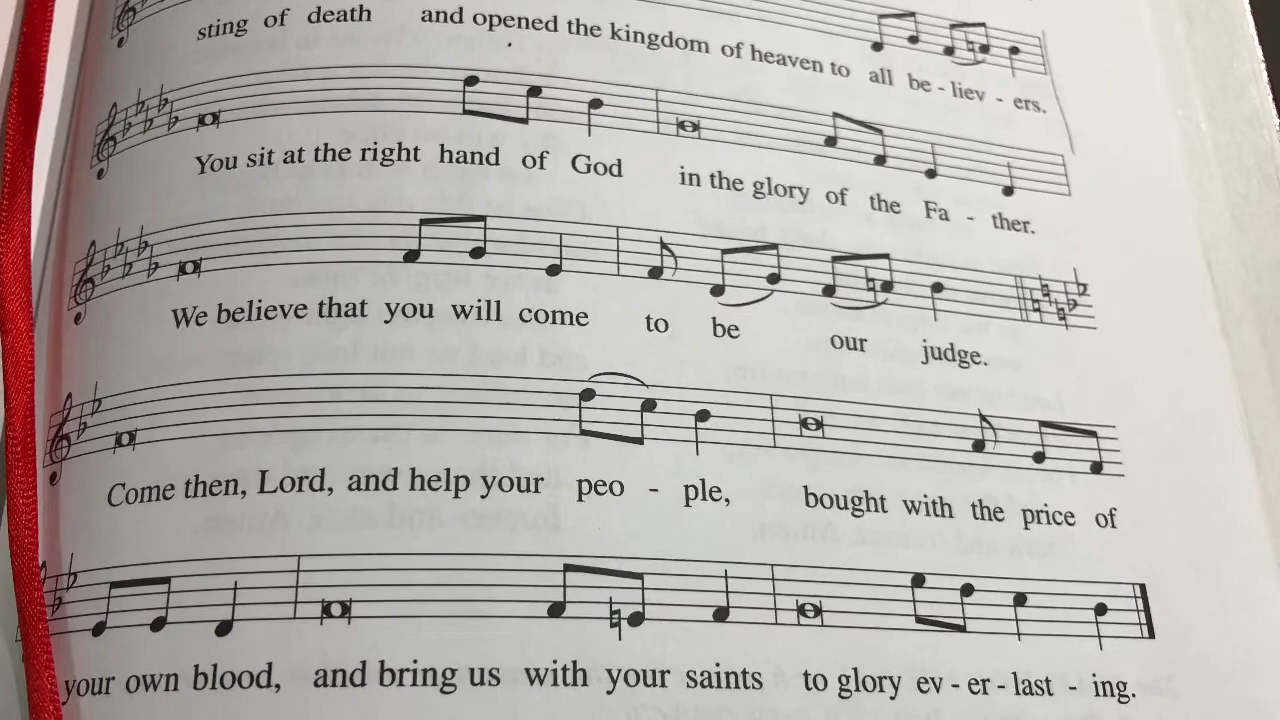 sting of death and opened the kingdom of heaven to all be - liev - ers.
You sit at the right hand of God in the glory of the Fa - ther.
We believe that you will come to be our judge.
Come then, Lord, and help your peo - ple, bought with the price of
your own blood, and bring us with your saints to glory ev - er - last - ing.